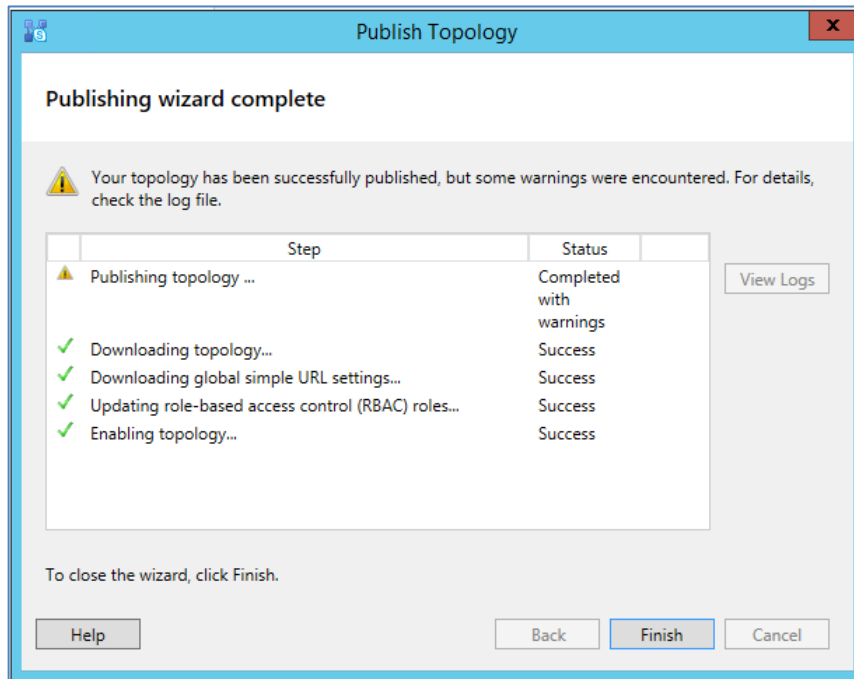 Publish Topology
x
Publishing wizard complete
Your topology has been successfully published, but some warnings were encountered. For details,
check the log file.
Step Status
Publishing topology ... Completed
with
warnings
View Logs
Downloading topology... Success
Downloading global simple URL settings... Success
Updating role-based access control (RBAC) roles... Success
Enabling topology... Success
To close the wizard, click Finish.
Help Back Finish Cancel